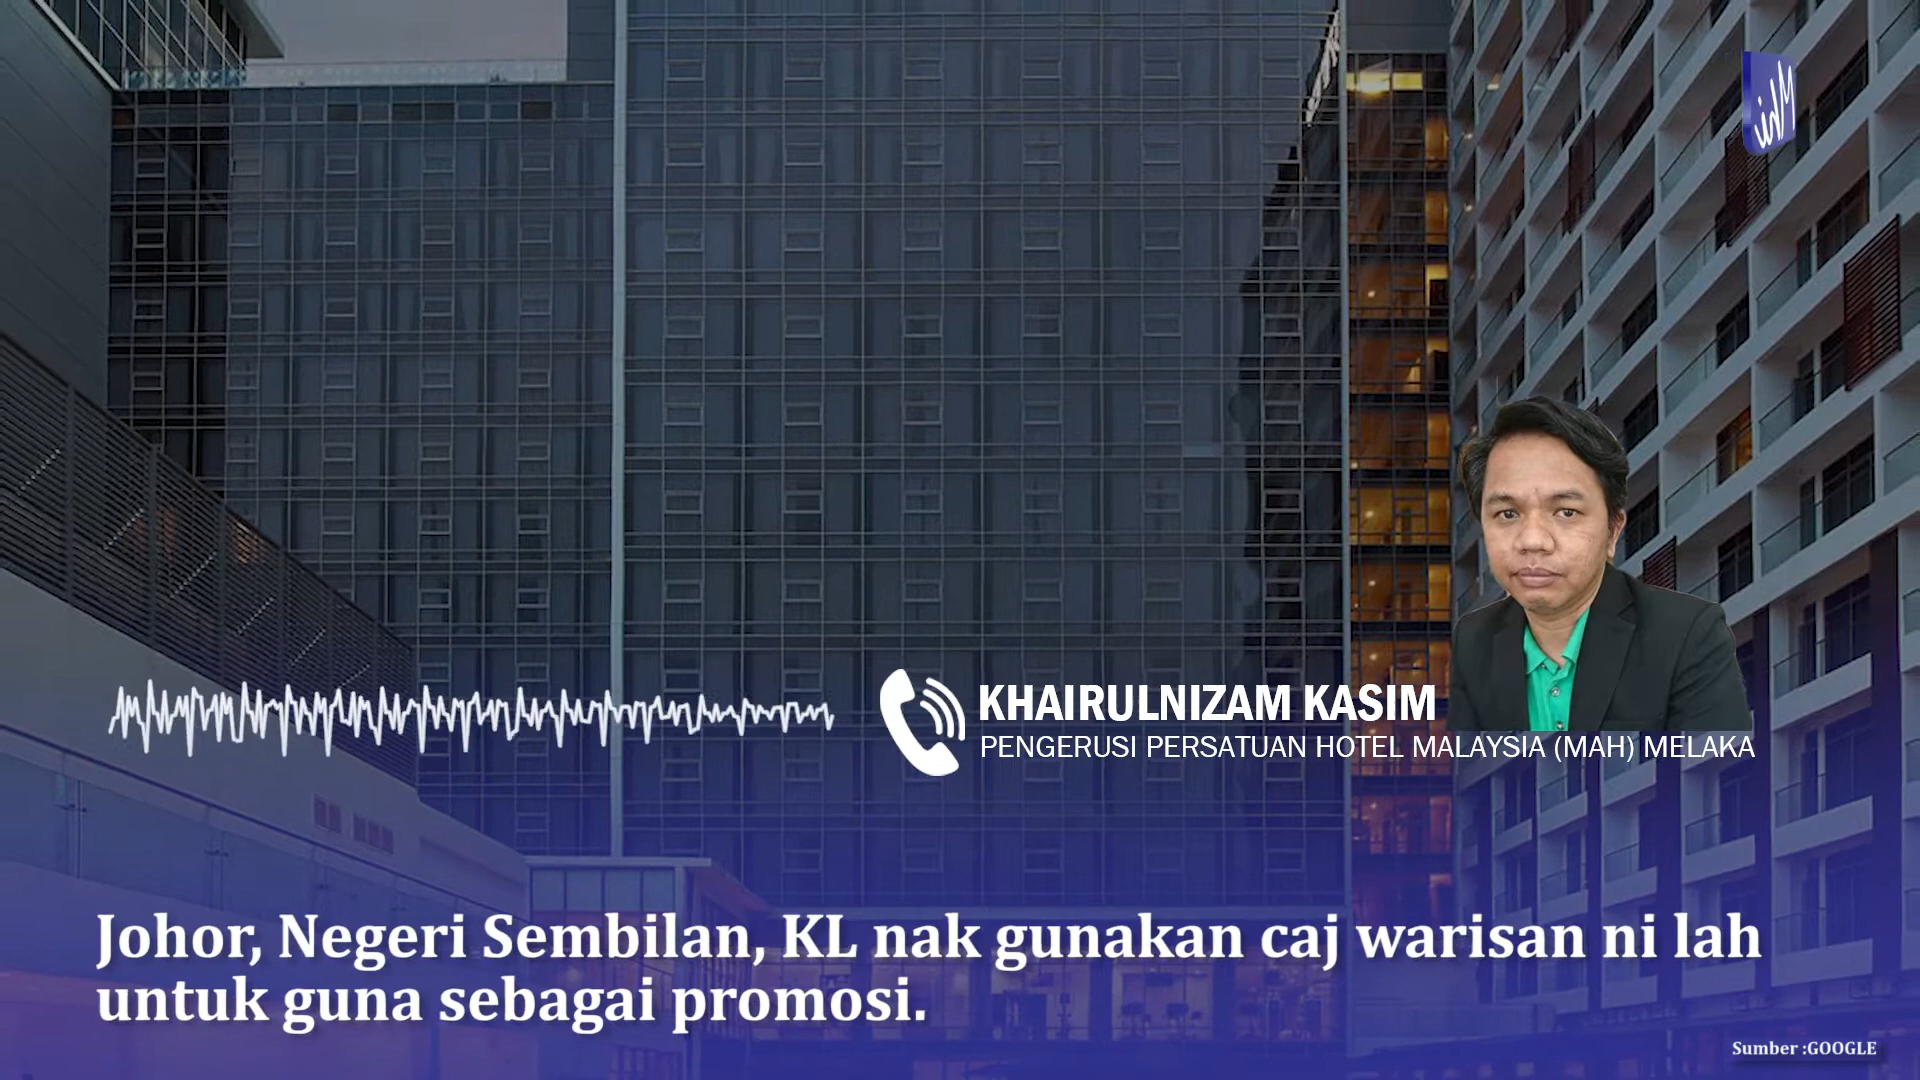 KHAIRULNIZAM KASIM
PENGERUSI PERSATUAN HOTEL MALAYSIA (MAH) MELAKA
Johor, Negeri Sembilan, KL nak gunakan caj warisan ni lah
untuk guna sebagai promosi.
Sumber :GOOGLE